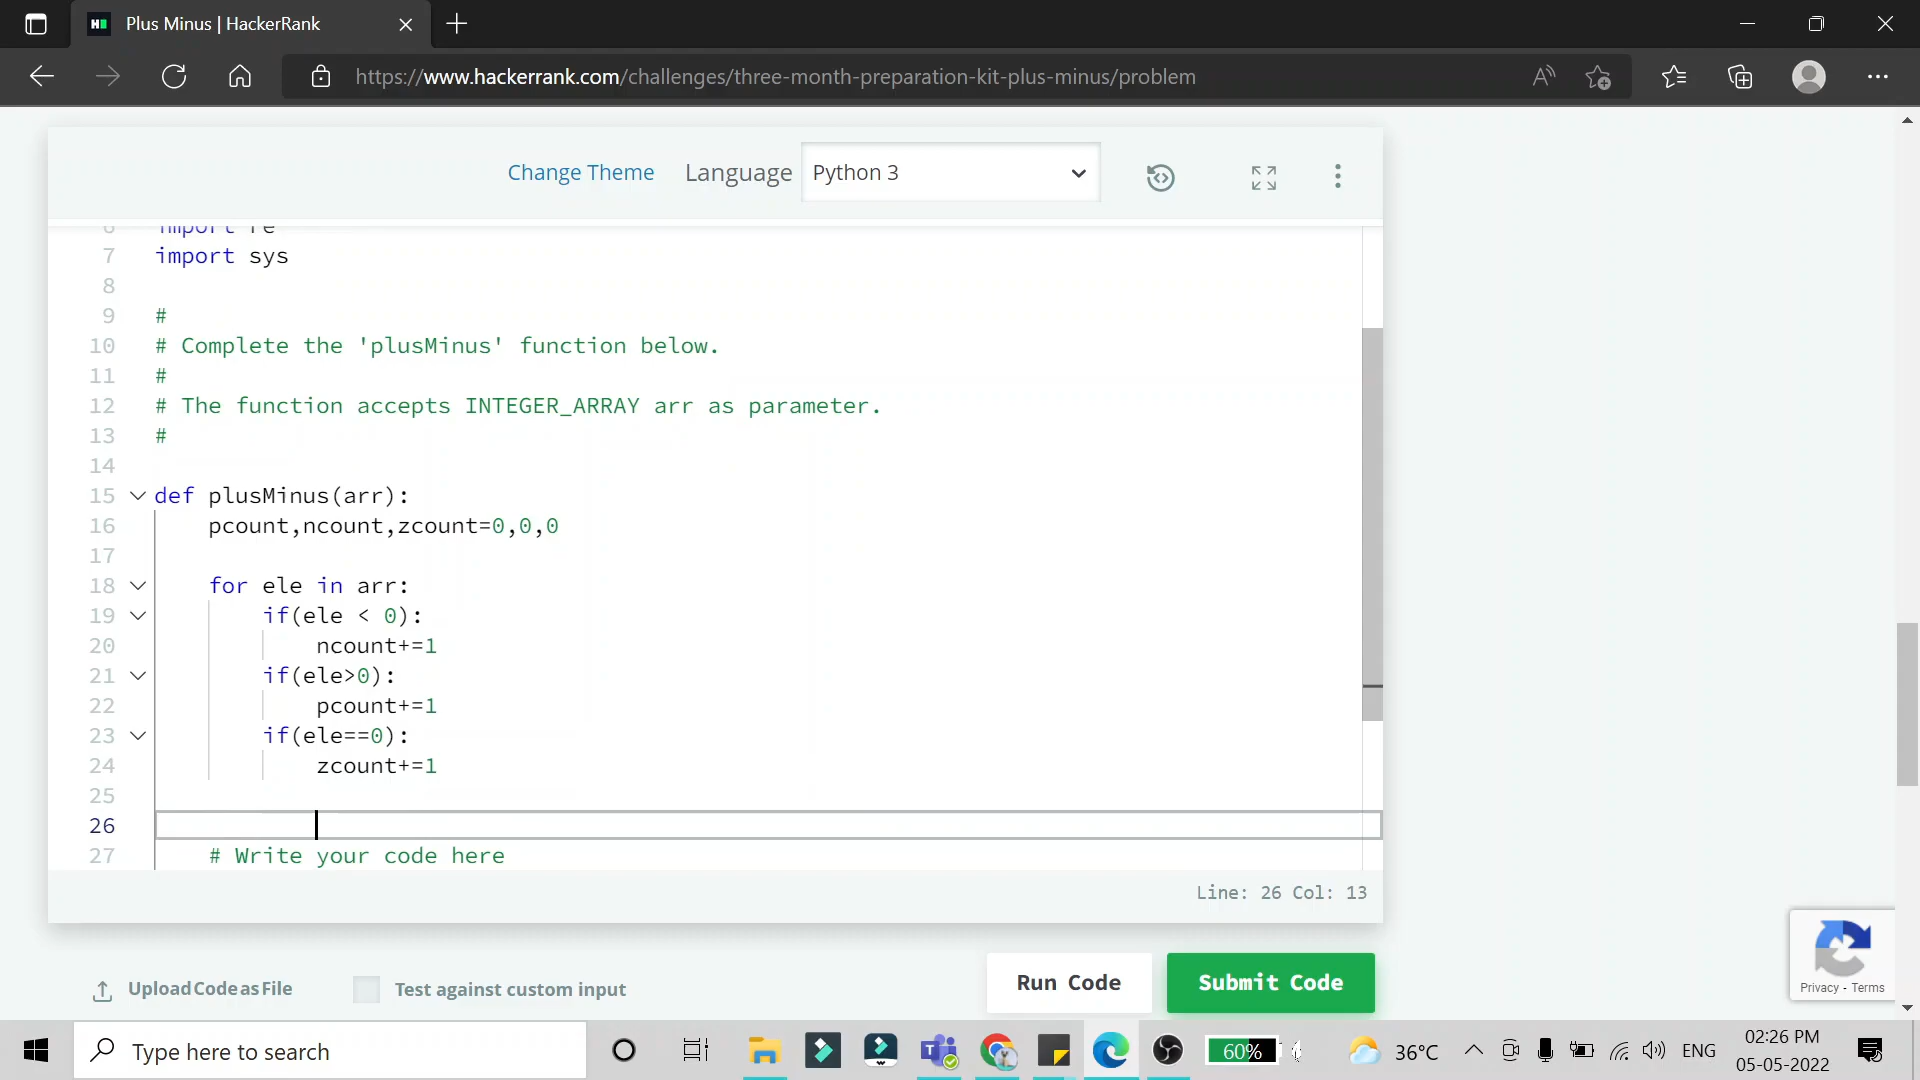 Plus Minus | HackerRank
https://www.hackerrank.com/challenges/three-month-preparation-kit-plus-minus/problem
Change Theme Language Python 3
6 import re
7 import sys
8
9 #
10 # Complete the 'plusMinus' function below.
11 #
12 # The function accepts INTEGER_ARRAY arr as parameter.
13 #
14
15 def plusMinus(arr):
16 pcount,ncount,zcount=0,0,0
17
18 for ele in arr:
19 if(ele < 0):
20 ncount+=1
21 if(ele>0):
22 pcount+=1
23 if(ele==0):
24 zcount+=1
25
26
27 # Write your code here
Line: 26 Col: 13
Upload Code as File Test against custom input Run Code Submit Code
Privacy - Terms
Type here to search 60% 36°C ENG 02:26 PM
05-05-2022